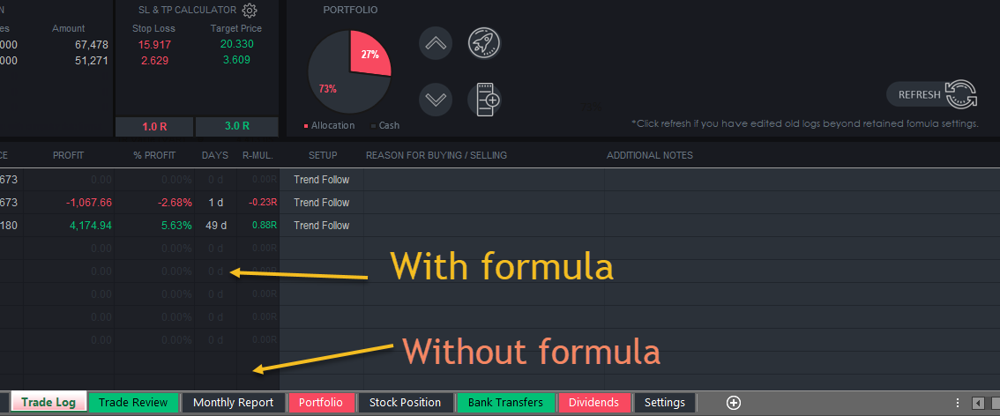 N SL & TP CALCULATOR PORTFOLIO
es Amount Stop Loss Target Price
000 67,478 15.917 20.330
000 51,271 2.629 3.609
27%
73%
REFRESH
1.0 R 3.0 R Allocation Cash *Click refresh if you have edited old logs beyond retained fomula settings.
CE PROFIT % PROFIT DAYS R-MUL. SETUP REASON FOR BUYING / SELLING ADDITIONAL NOTES
673 0.00 0.00% 0 d 0.00R Trend Follow
673 -1,067.66 -2.68% 1 d -0.23R Trend Follow
180 4,174.94 5.63% 49 d 0.88R Trend Follow
0.00 0.00% 0 d 0.00R
0.00 0.00% 0 d 0.00R With formula
0.00 0.00% 0 d 0.00R
0.00 0.00% 0 d 0.00R
0.00 0.00% 0 d 0.00R
Without formula
Trade Log Trade Review Monthly Report Portfolio Stock Position Bank Transfers Dividends Settings